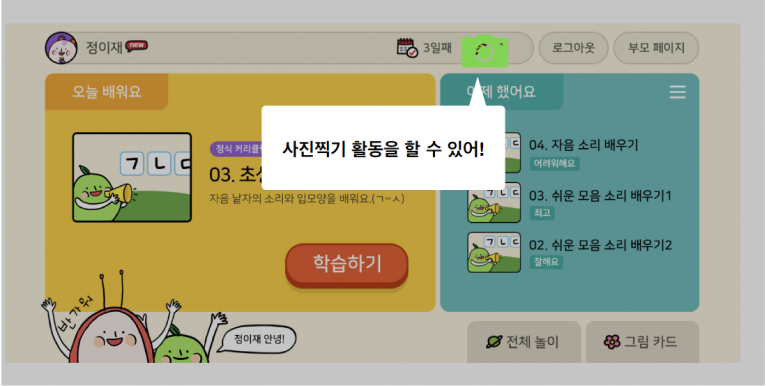 정이재 new
3일째
로그아웃
부모 페이지
오늘 배워요
제 했어요
사진찍기 활동을 할 수 있어!
ㄱㄴㄷ
정식 커리큘
03. 초
자음 낱자의 소리와 입모양을 배워요.(ㄱ~ㅅ)
학습하기
04. 자음 소리 배우기
어려워해요
ㄱㄴㄷ
03. 쉬운 모음 소리 배우기1
최고
ㄱㄴㄷ
02. 쉬운 모음 소리 배우기2
잘해요
반가워
정이재 안녕!
전체 놀이
그림 카드